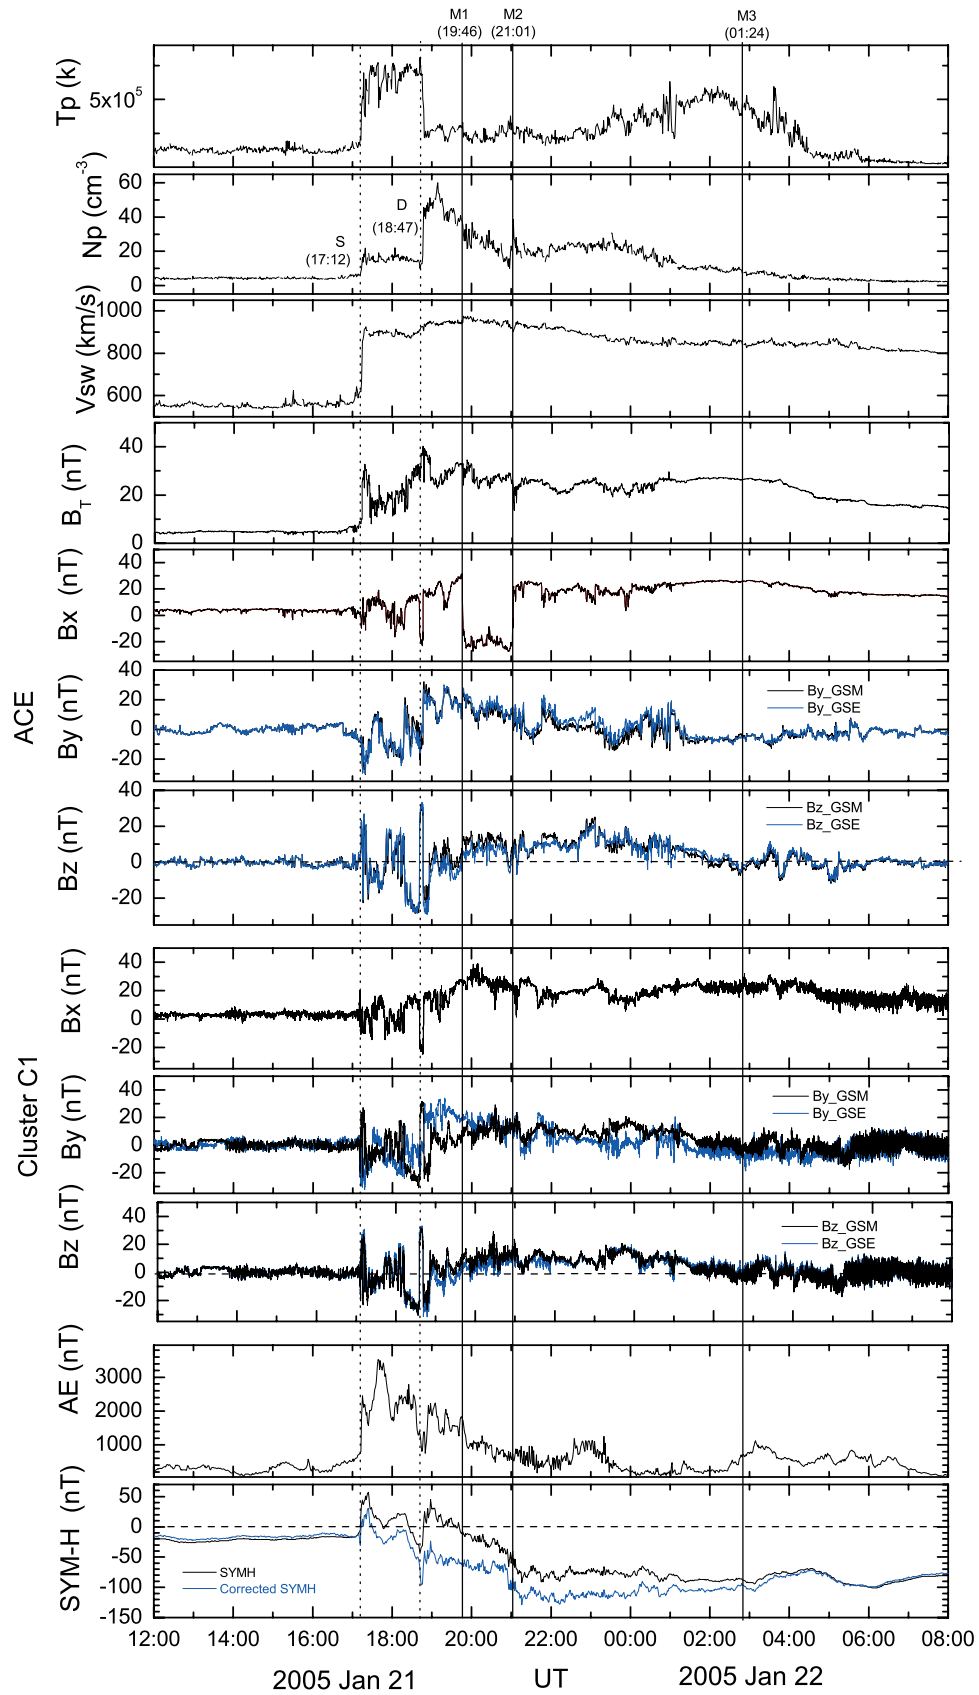 M1
(19:46)
M2
(21:01)
M3
(01:24)
Tp (k)
5x10⁵
Np (cm⁻³)
60
40
20
0
S
(17:12)
D
(18:47)
Vsw (km/s)
1000
800
600
B_T (nT)
40
20
0
ACE
Bx (nT)
40
20
0
-20
By (nT)
40
20
0
-20
By_GSM
By_GSE
Bz (nT)
40
20
0
-20
Bz_GSM
Bz_GSE
Cluster C1
Bx (nT)
40
20
0
-20
By (nT)
40
20
0
-20
By_GSM
By_GSE
Bz (nT)
40
20
0
-20
Bz_GSM
Bz_GSE
AE (nT)
3000
2000
1000
SYM-H (nT)
50
0
-50
-100
-150
SYMH
Corrected SYMH
12:00 14:00 16:00 18:00 20:00 22:00 00:00 02:00 04:00 06:00 08:00
2005 Jan 21 UT 2005 Jan 22